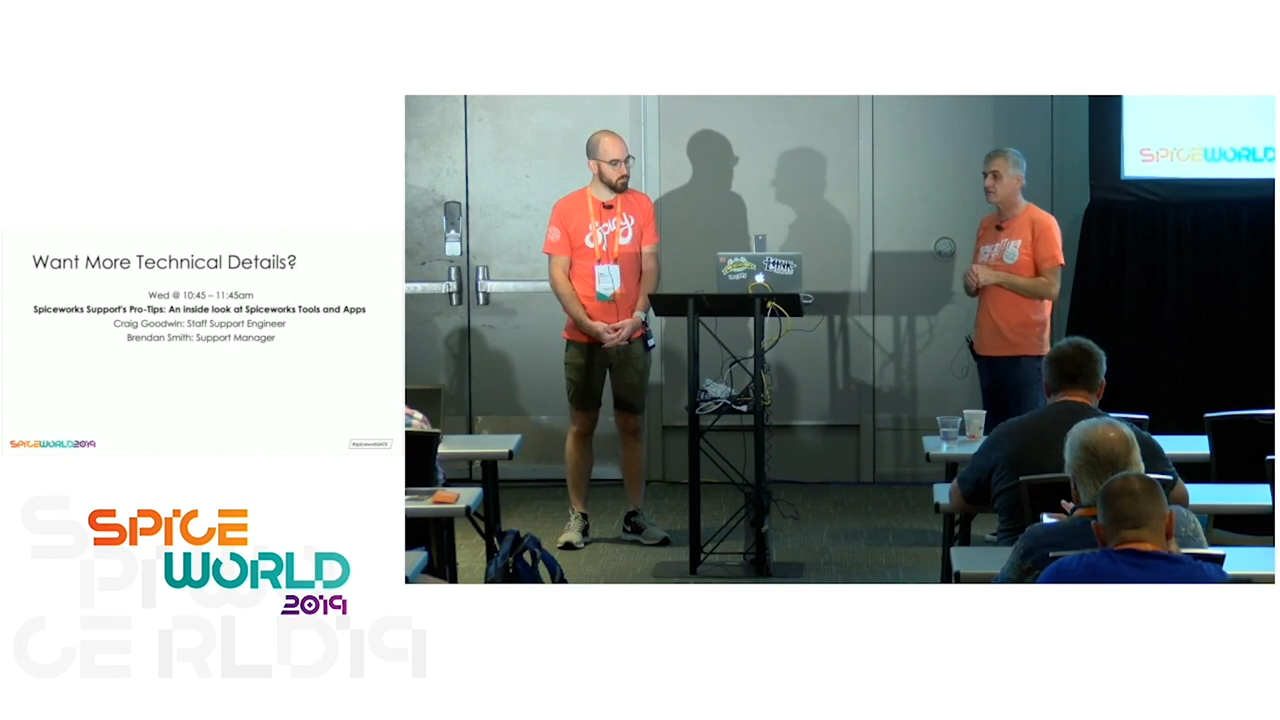 Want More Technical Details?
Wed @ 10:45 – 11:45am
Spiceworks Support's Pro-Tips: An inside look at Spiceworks Tools and Apps
Craig Goodwin: Staff Support Engineer
Brendan Smith: Support Manager
SPICEWORLD2019
SPICE
WORLD
2019
Spicy
SPICEWORLD